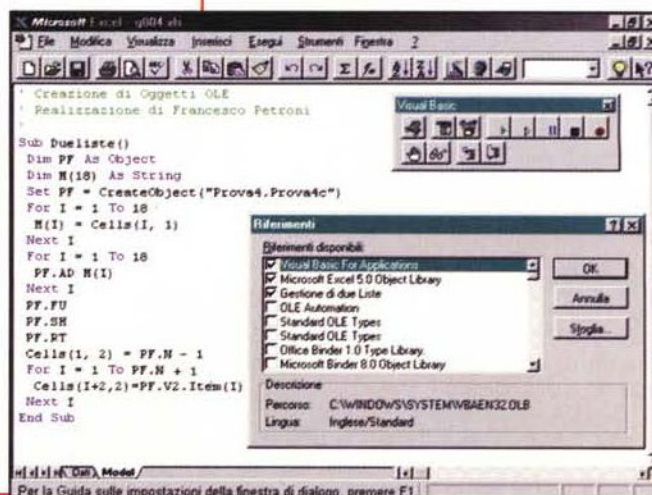 Microsoft Excel - g004.xls
File Modifica Visualizza Inserisci Esegui Strumenti Finestra ?
' Creazione di Oggetti OLE
' Realizzazione di Francesco Petroni
'
Sub Dueliste()
Dim PF As Object
Dim M(18) As String
Set PF = CreateObject("Prova4.Prova4c")
For I = 1 To 18
M(I) = Cells(I, 1)
Next I
For I = 1 To 18
PF.AD M(I)
Next I
PF.FU
PF.SH
PF.RT
Cells(1, 2) = PF.N - 1
For I = 1 To PF.N + 1
Cells(I+2,2)=PF.V2.Item(I)
Next I
End Sub
Visual Basic
Riferimenti
Riferimenti disponibili:
Visual Basic For Applications
Microsoft Excel 5.0 Object Library
Gestione di due Liste
OLE Automation
Standard OLE Types
Standard OLE Types
Office Binder 1.0 Type Library.
Microsoft Binder 8.0 Object Library
OK
Annulla
Sfoglia...
Descrizione
Percorso: C:\WINDOWS\SYSTEM\VBAEN32.OLB
Lingua: Inglese/Standard
Dati Model
Per la Guida sulle impostazioni della finestra di dialogo, premere F1